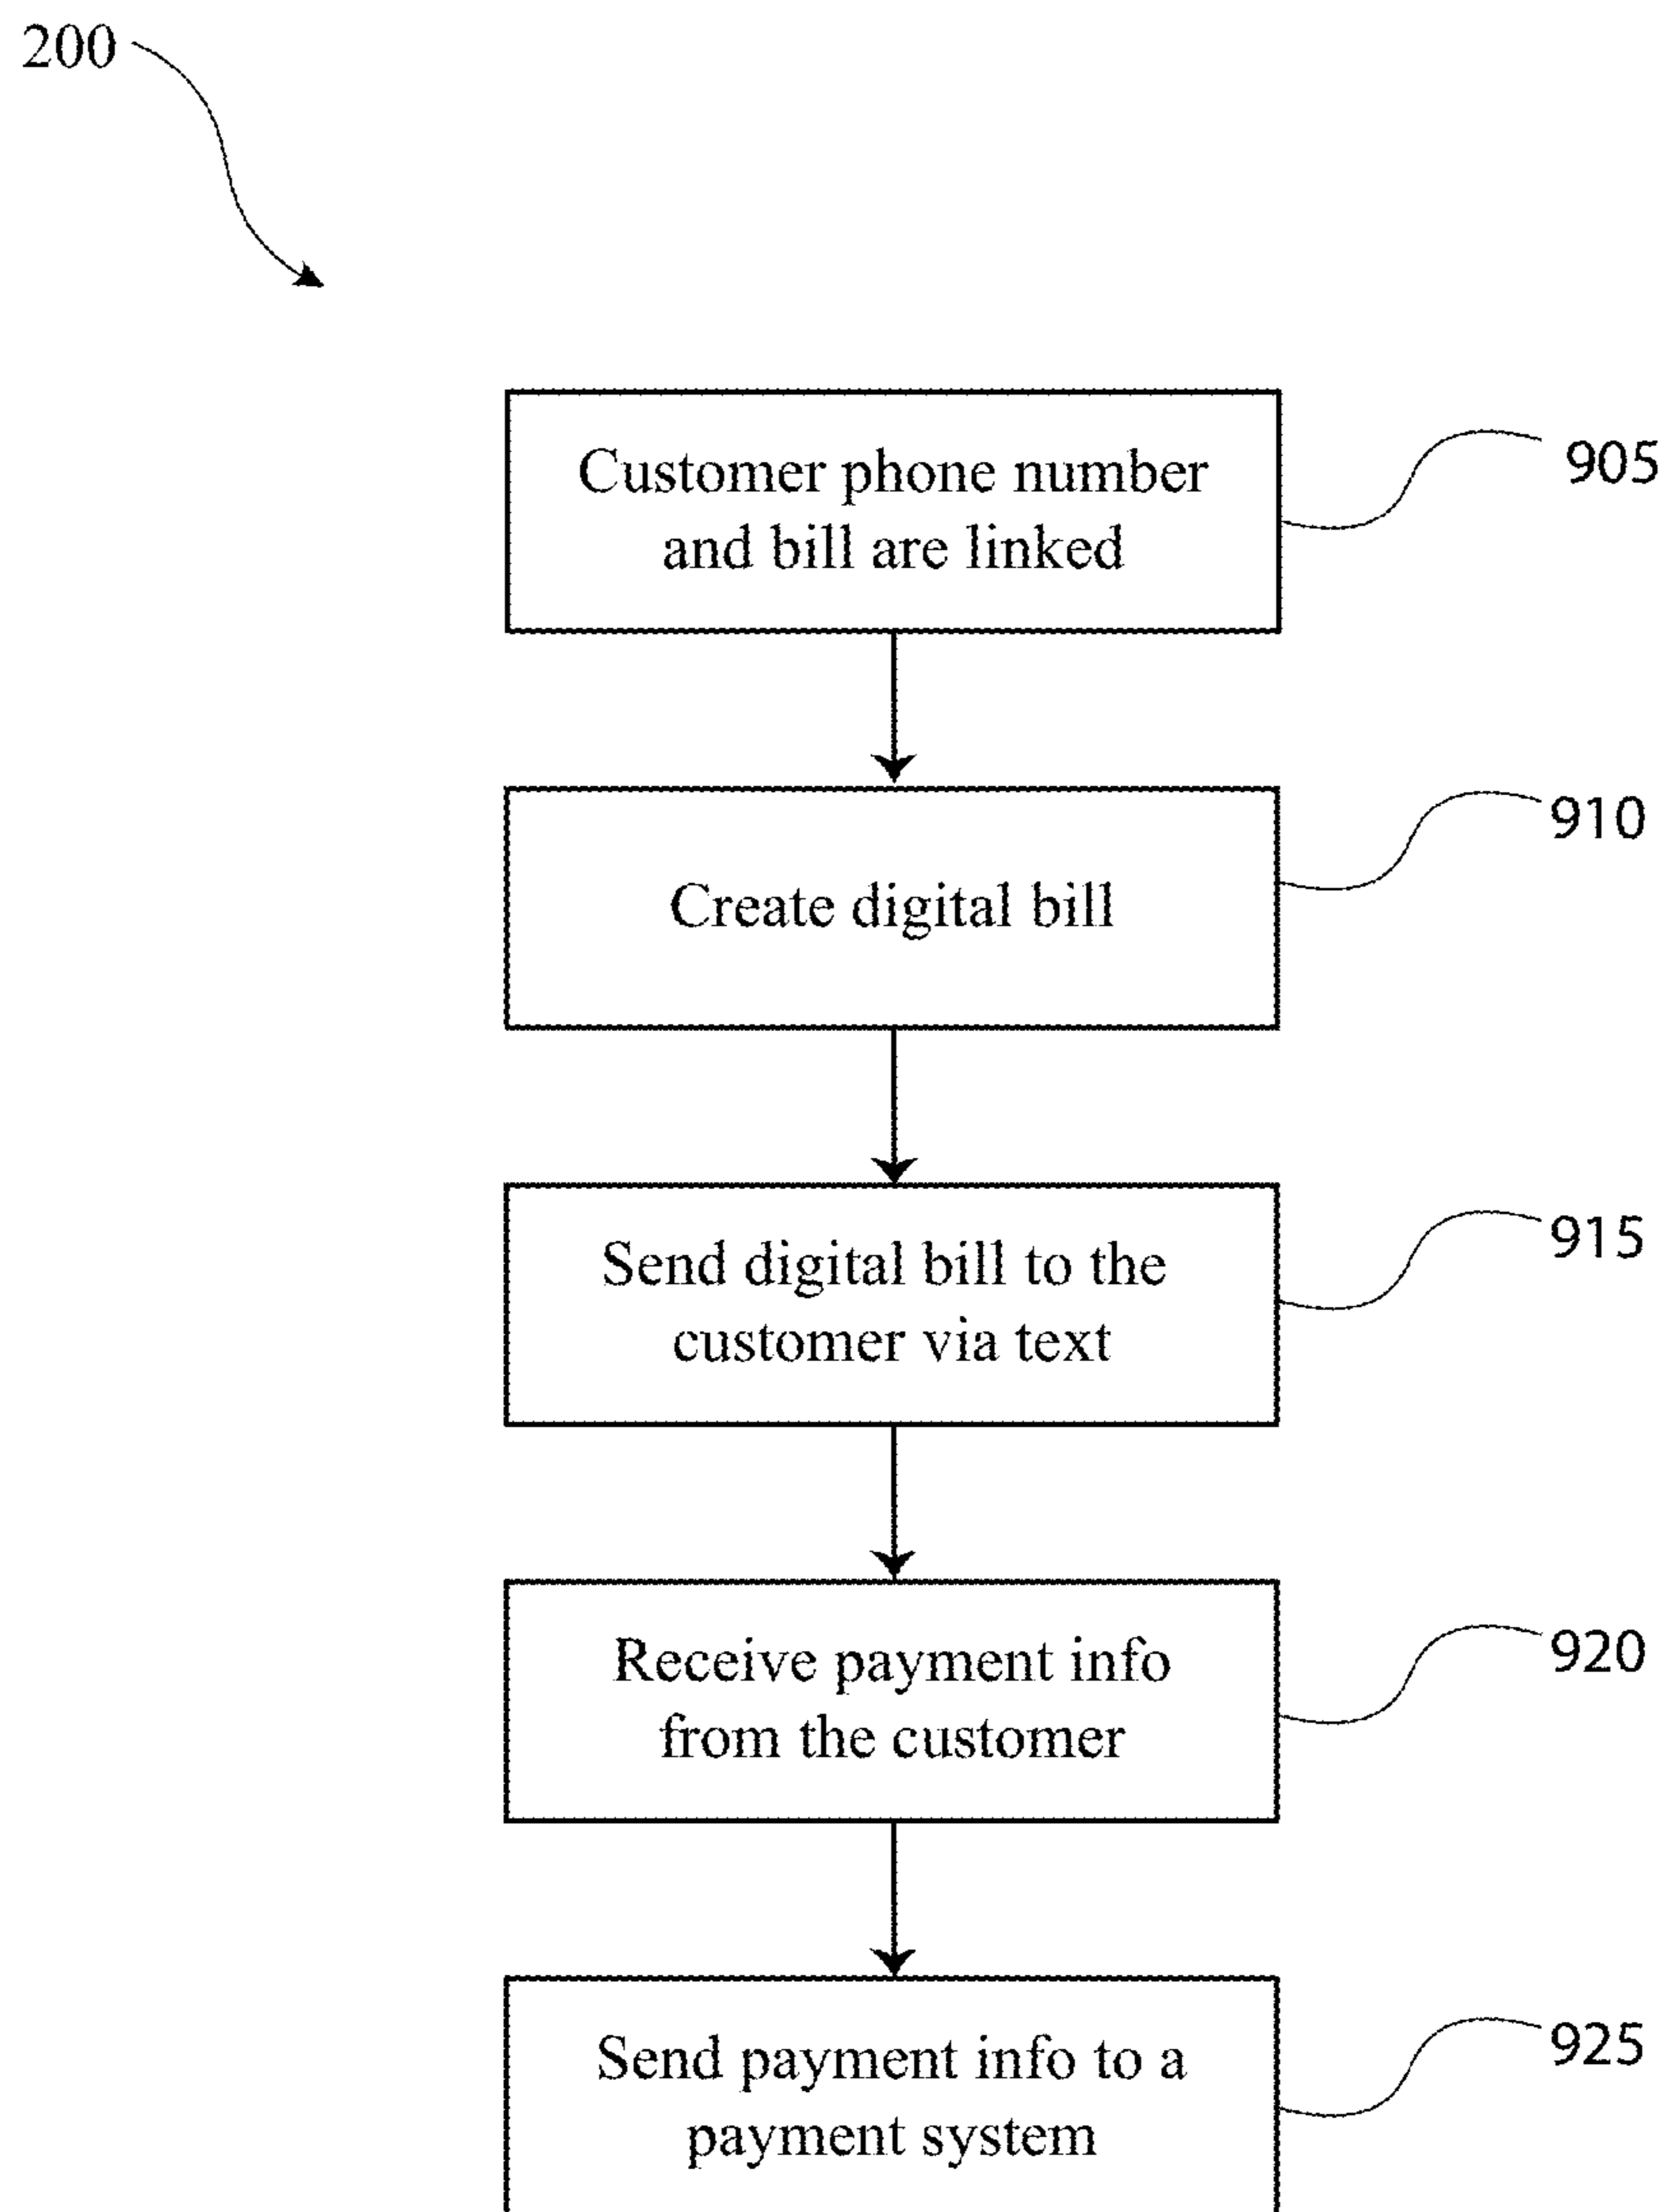 200
Customer phone number
and bill are linked
905
Create digital bill
910
Send digital bill to the
customer via text
915
Receive payment info
from the customer
920
Send payment info to a
payment system
925